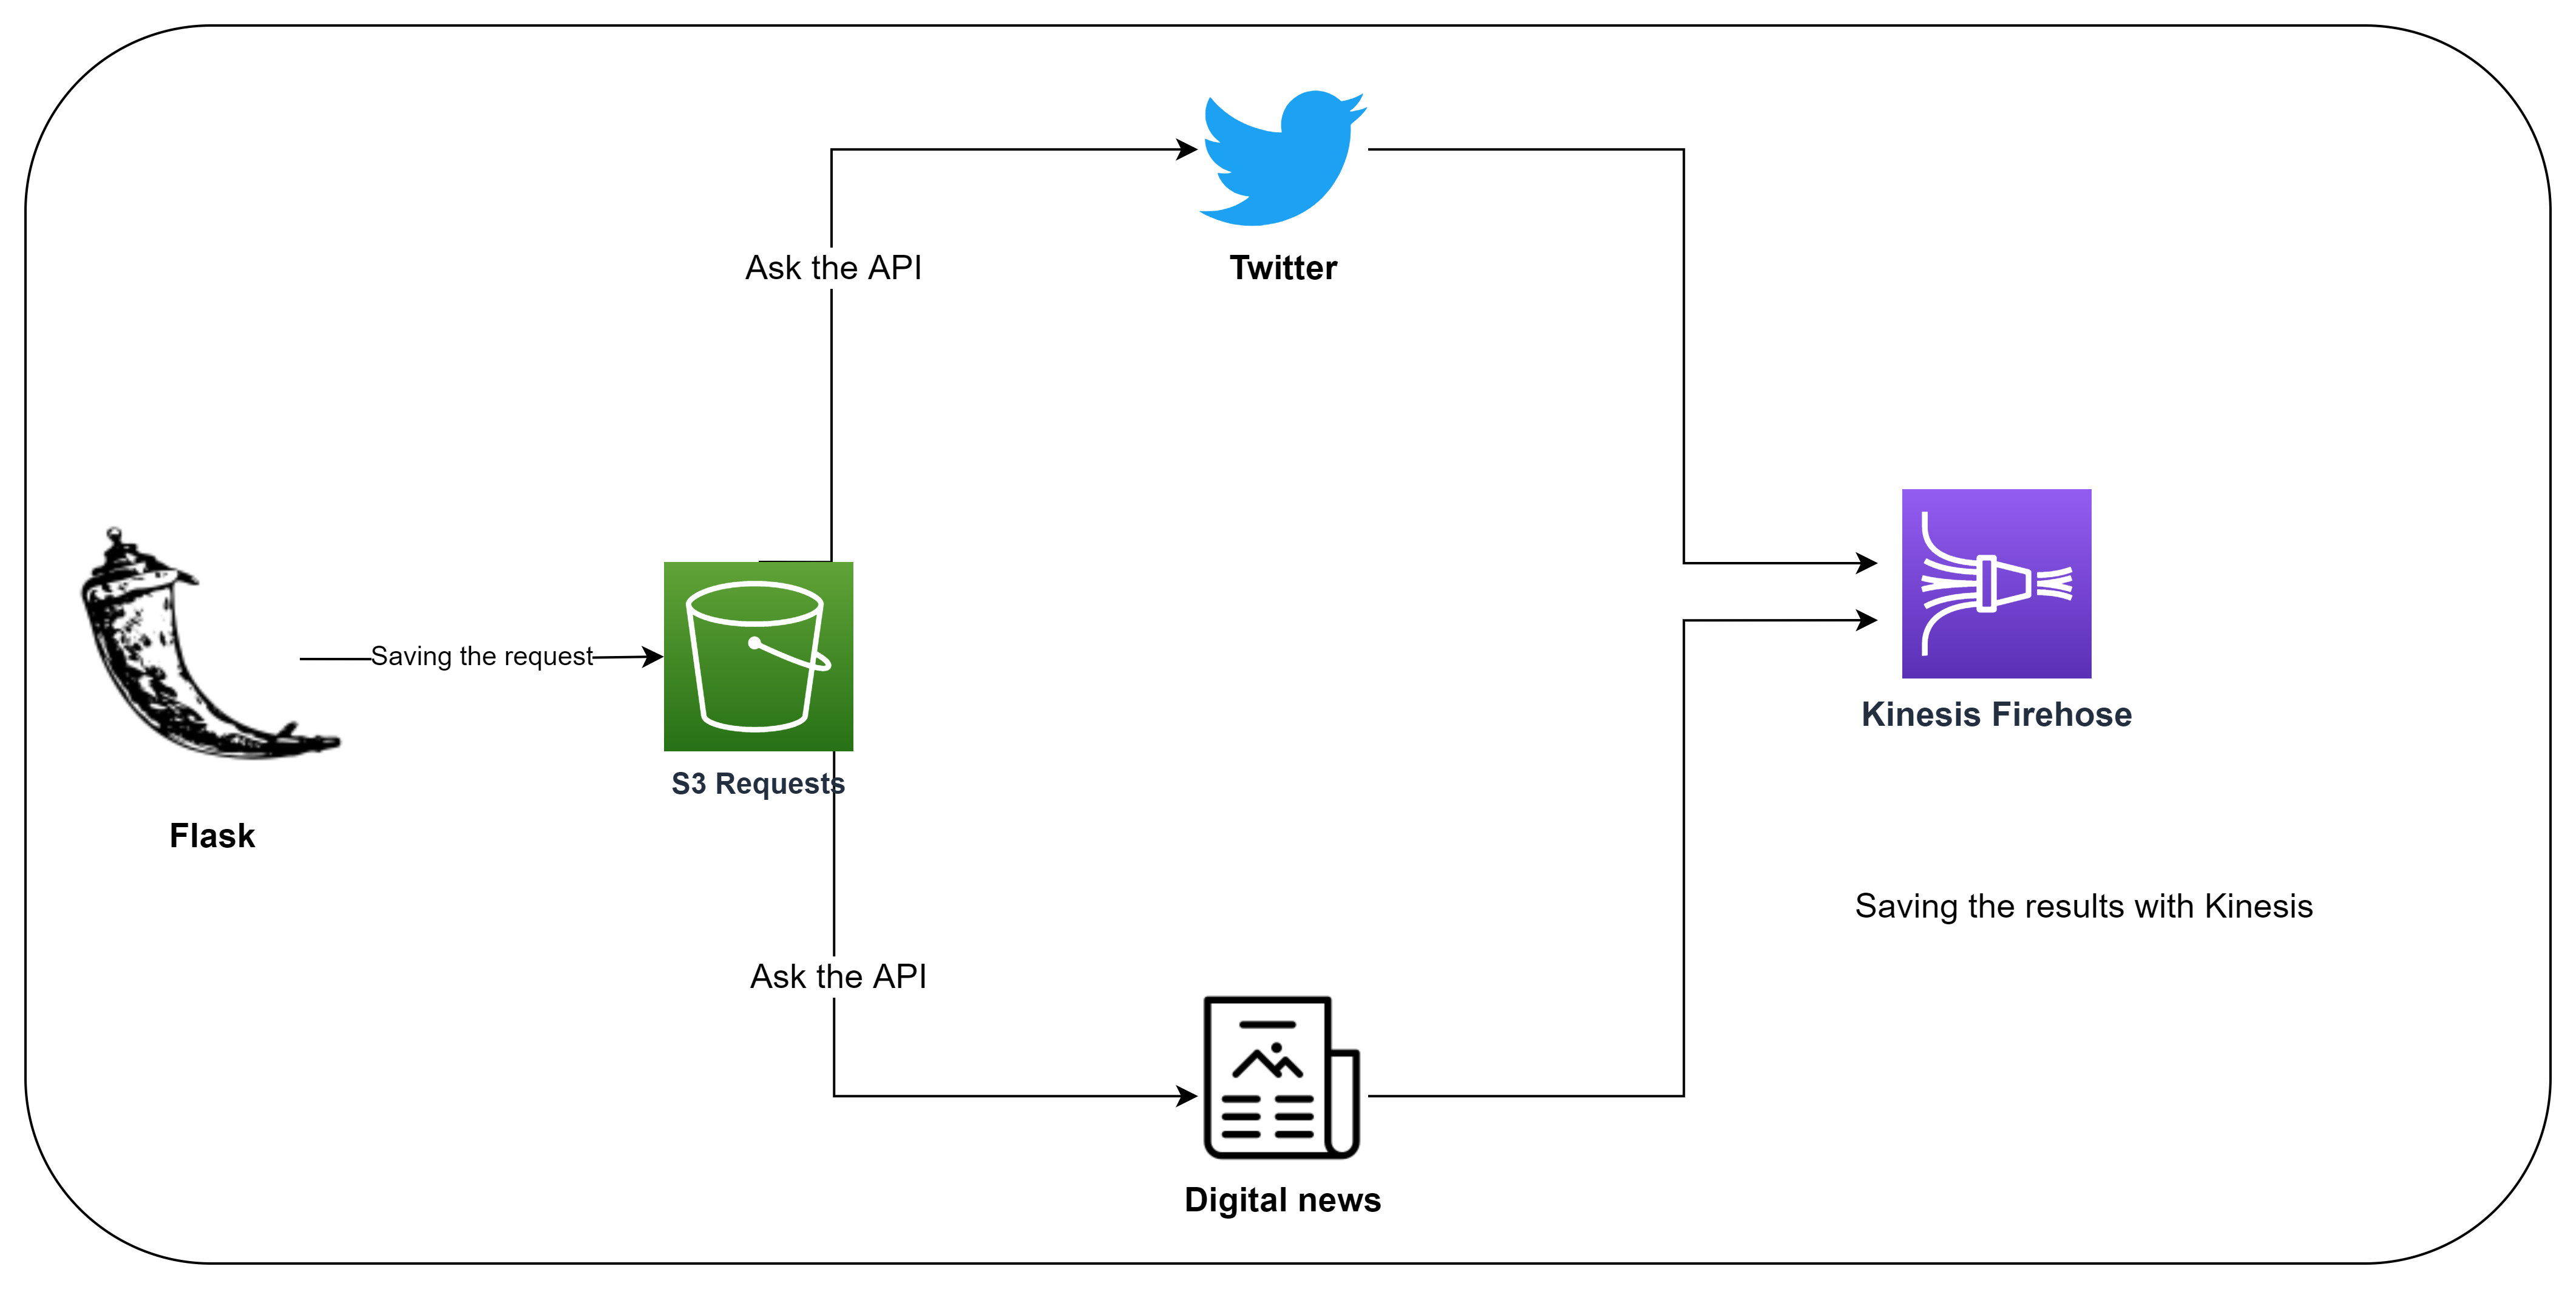 Ask the API
Twitter
Saving the request
Kinesis Firehose
S3 Requests
Flask
Saving the results with Kinesis
Ask the API
Digital news